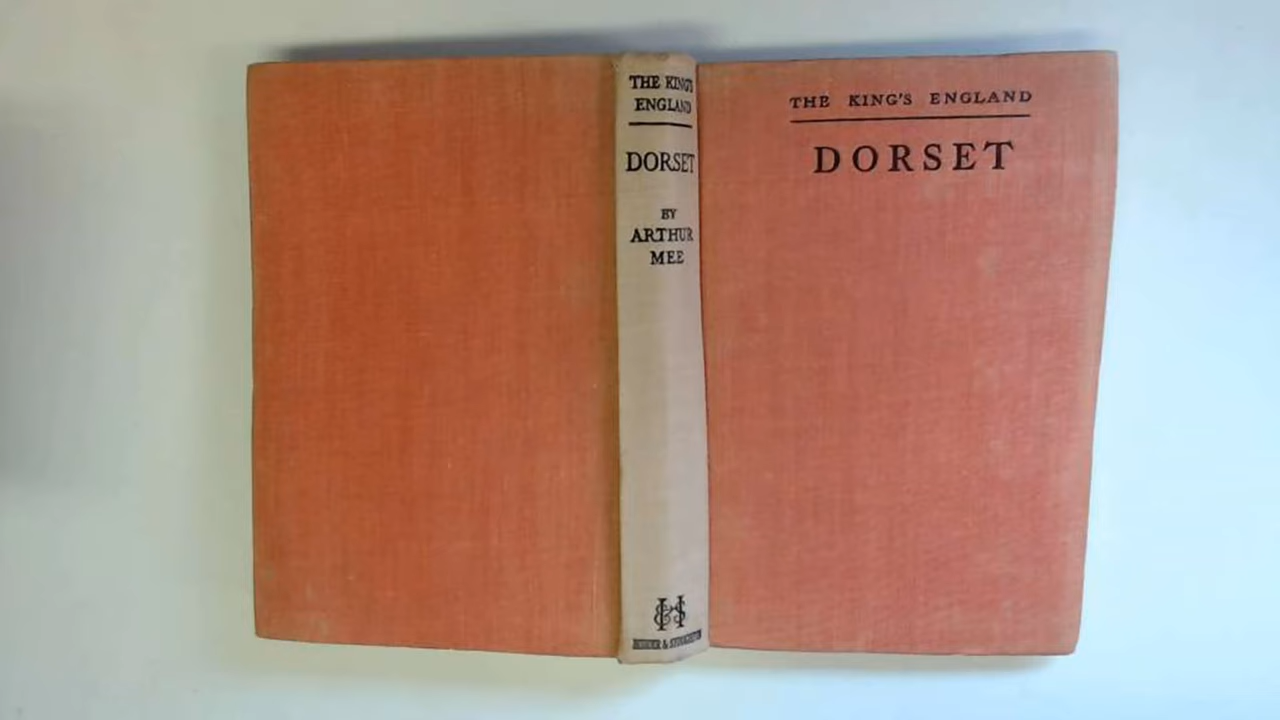 THE KING'S
ENGLAND
DORSET
BY
ARTHUR
MEE
THE KING'S ENGLAND
DORSET